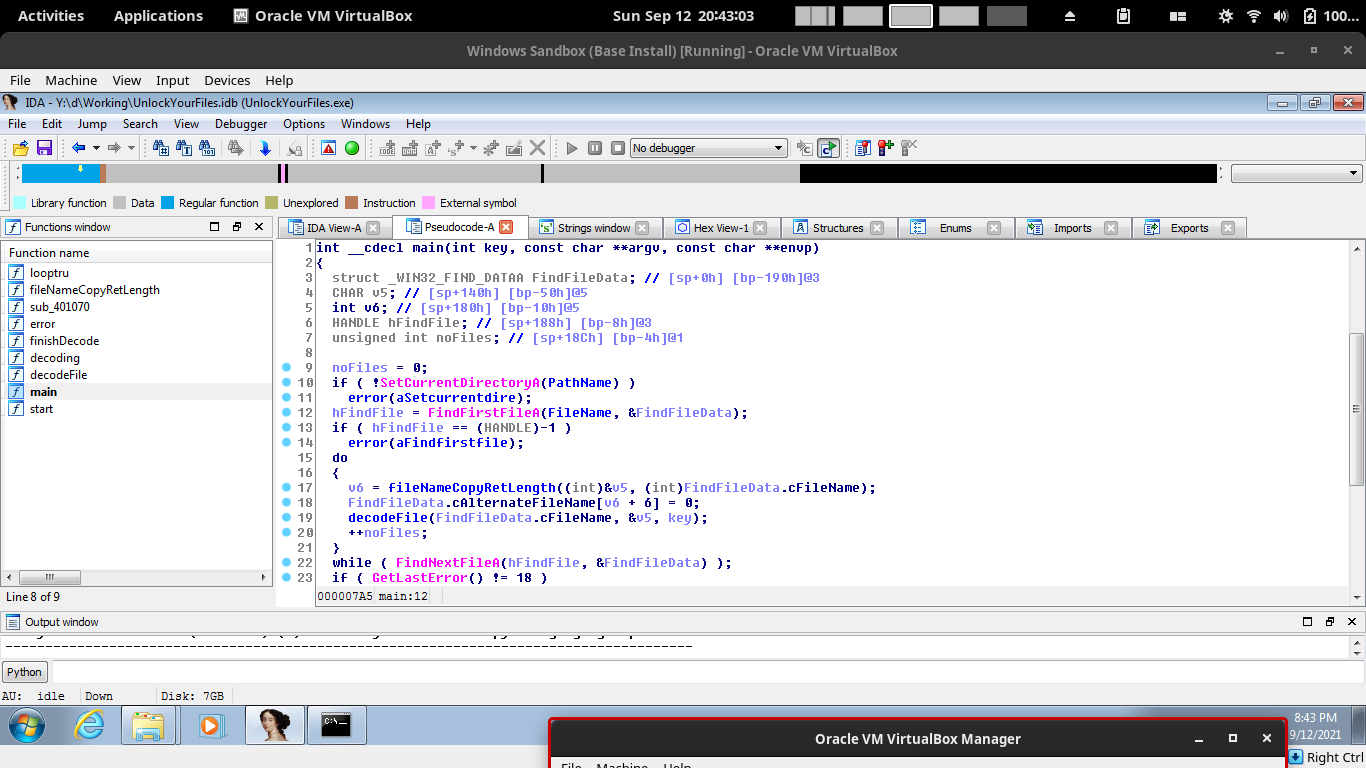 Activities Applications Oracle VM VirtualBox Sun Sep 12 20:43:03 100...
Windows Sandbox (Base Install) [Running] - Oracle VM VirtualBox
File Machine View Input Devices Help
IDA - Y:\d\Working\UnlockYourFiles.idb (UnlockYourFiles.exe)
File Edit Jump Search View Debugger Options Windows Help
No debugger
Library function Data Regular function Unexplored Instruction External symbol
Functions window
IDA View-A Pseudocode-A Strings window Hex View-1 Structures Enums Imports Exports
Function name
looptru
fileNameCopyRetLength
sub_401070
error
finishDecode
decoding
decodeFile
main
start
Line 8 of 9
1 int __cdecl main(int key, const char **argv, const char **envp)
2 {
3 struct _WIN32_FIND_DATAA FindFileData; // [sp+0h] [bp-190h]@3
4 CHAR v5; // [sp+140h] [bp-50h]@5
5 int v6; // [sp+180h] [bp-10h]@5
6 HANDLE hFindFile; // [sp+188h] [bp-8h]@3
7 unsigned int noFiles; // [sp+18Ch] [bp-4h]@1
8
9 noFiles = 0;
10 if ( !SetCurrentDirectoryA(PathName) )
11 error(aSetcurrentdire);
12 hFindFile = FindFirstFileA(FileName, &FindFileData);
13 if ( hFindFile == (HANDLE)-1 )
14 error(aFindfirstfile);
15 do
16 {
17 v6 = fileNameCopyRetLength((int)&v5, (int)FindFileData.cFileName);
18 FindFileData.cAlternateFileName[v6 + 6] = 0;
19 decodeFile(FindFileData.cFileName, &v5, key);
20 ++noFiles;
21 }
22 while ( FindNextFileA(hFindFile, &FindFileData) );
23 if ( GetLastError() != 18 )
000007A5 main:12
Output window
Python
AU: idle Down Disk: 7GB
8:43 PM
9/12/2021
Oracle VM VirtualBox Manager
Right Ctrl
File Machine Help